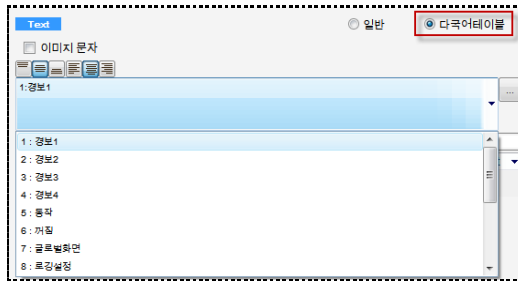 Text
일반
다국어테이블
이미지 문자
1:경보1
...
1 : 경보1
2 : 경보2
3 : 경보3
4 : 경보4
5 : 동작
6 : 꺼짐
7 : 글로벌화면
8 : 로깅설정